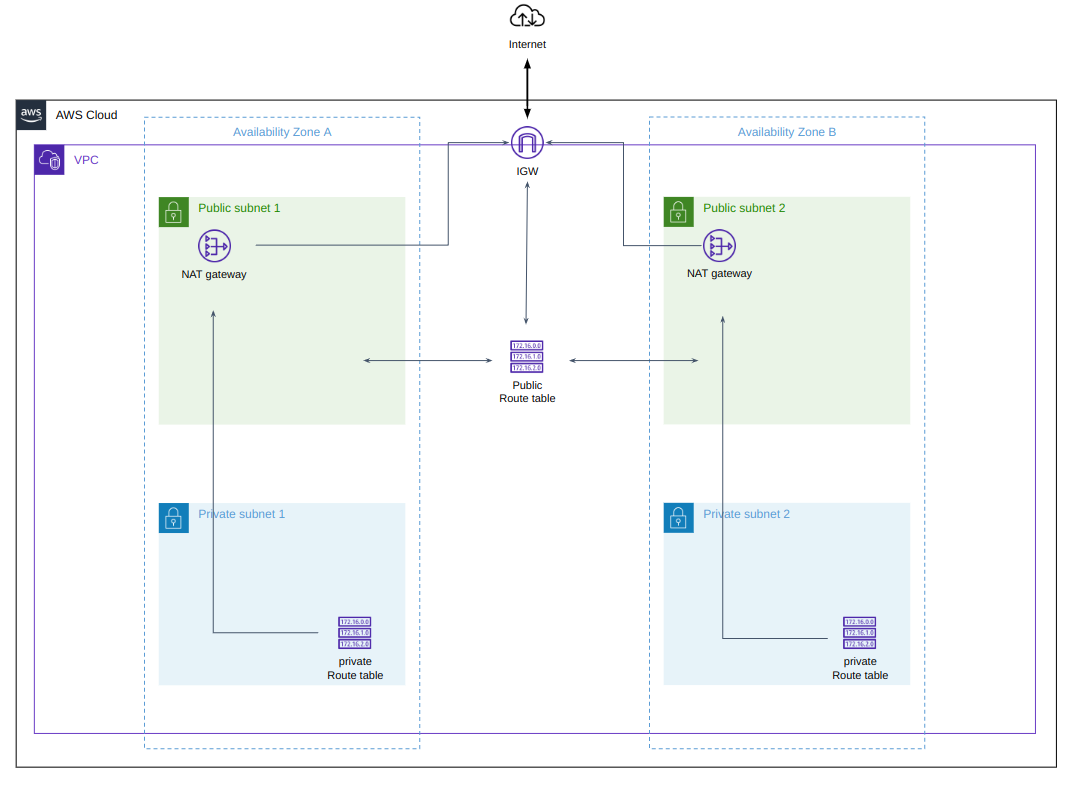 Internet
aws
AWS Cloud
Availability Zone A
Availability Zone B
VPC
IGW
Public subnet 1
Public subnet 2
NAT gateway
NAT gateway
172.16.0.0
172.16.1.0
172.16.2.0
Public
Route table
Private subnet 1
Private subnet 2
172.16.0.0
172.16.1.0
172.16.2.0
private
Route table
172.16.0.0
172.16.1.0
172.16.2.0
private
Route table